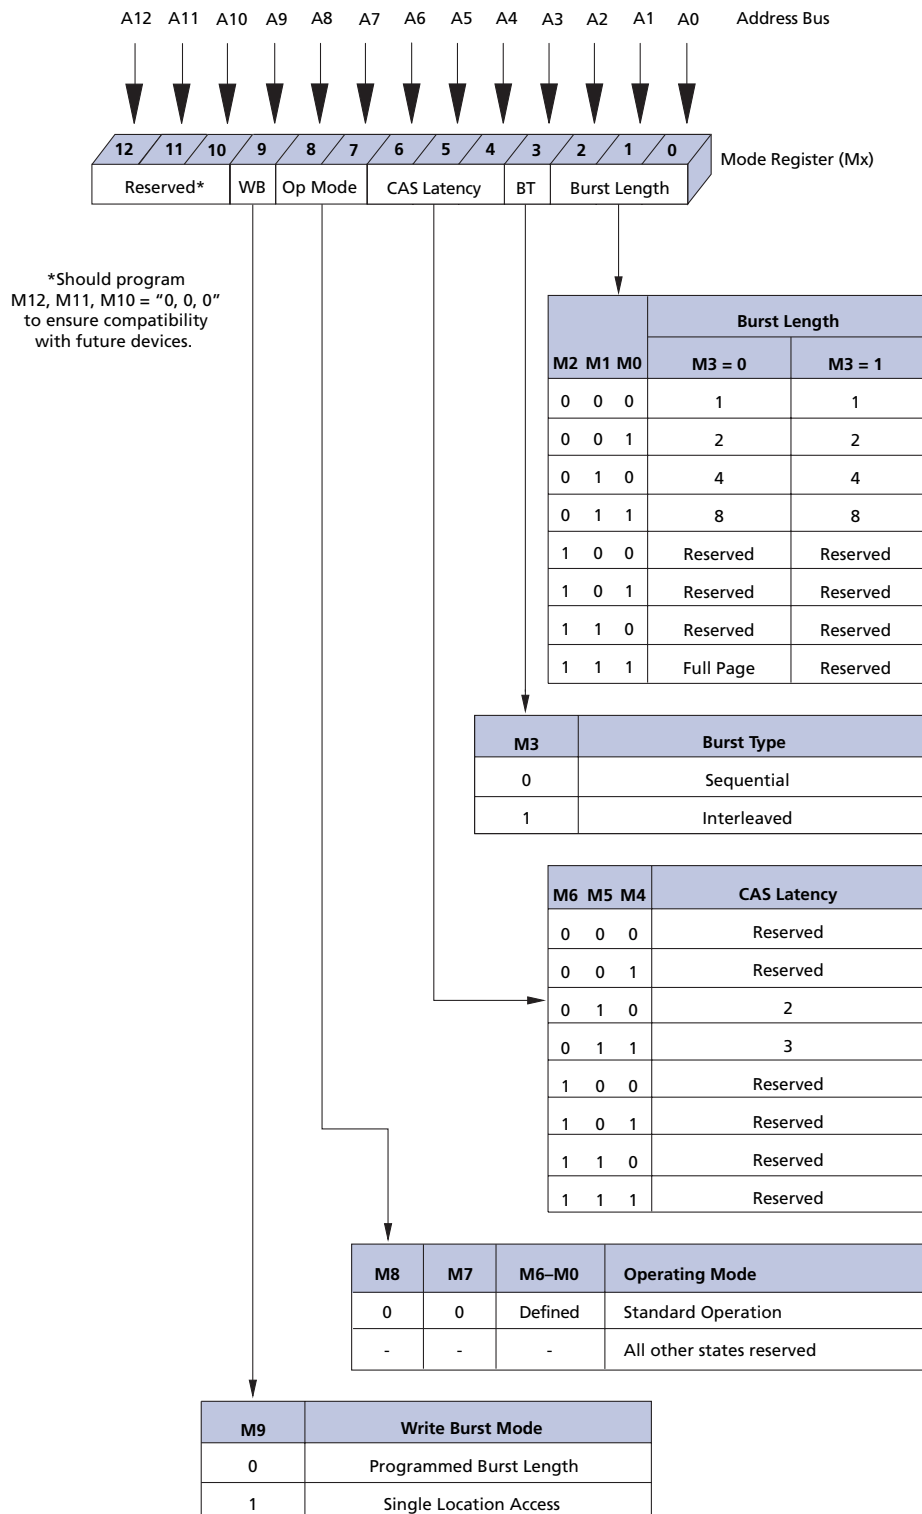 A12 A11 A10 A9 A8 A7 A6 A5 A4 A3 A2 A1 A0 Address Bus
12 11 10 9 8 7 6 5 4 3 2 1 0
Mode Register (Mx)
Reserved* WB Op Mode CAS Latency BT Burst Length
*Should program
M12, M11, M10 = “0, 0, 0”
to ensure compatibility
with future devices.
Burst Length
M2 M1 M0 M3 = 0 M3 = 1
0 0 0 1 1
0 0 1 2 2
0 1 0 4 4
0 1 1 8 8
1 0 0 Reserved Reserved
1 0 1 Reserved Reserved
1 1 0 Reserved Reserved
1 1 1 Full Page Reserved
M3 Burst Type
0 Sequential
1 Interleaved
M6 M5 M4 CAS Latency
0 0 0 Reserved
0 0 1 Reserved
0 1 0 2
0 1 1 3
1 0 0 Reserved
1 0 1 Reserved
1 1 0 Reserved
1 1 1 Reserved
M8 M7 M6–M0 Operating Mode
0 0 Defined Standard Operation
- - - All other states reserved
M9 Write Burst Mode
0 Programmed Burst Length
1 Single Location Access